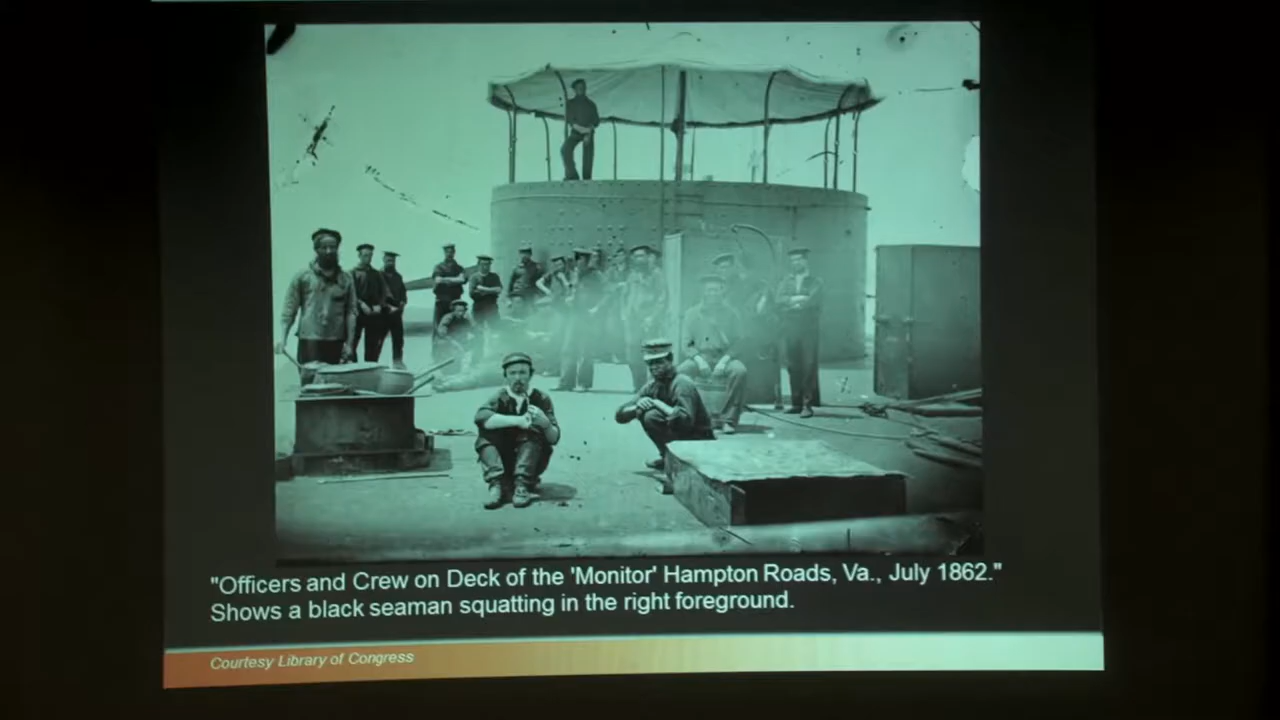 "Officers and Crew on Deck of the 'Monitor' Hampton Roads, Va., July 1862."
Shows a black seaman squatting in the right foreground.
Courtesy Library of Congress